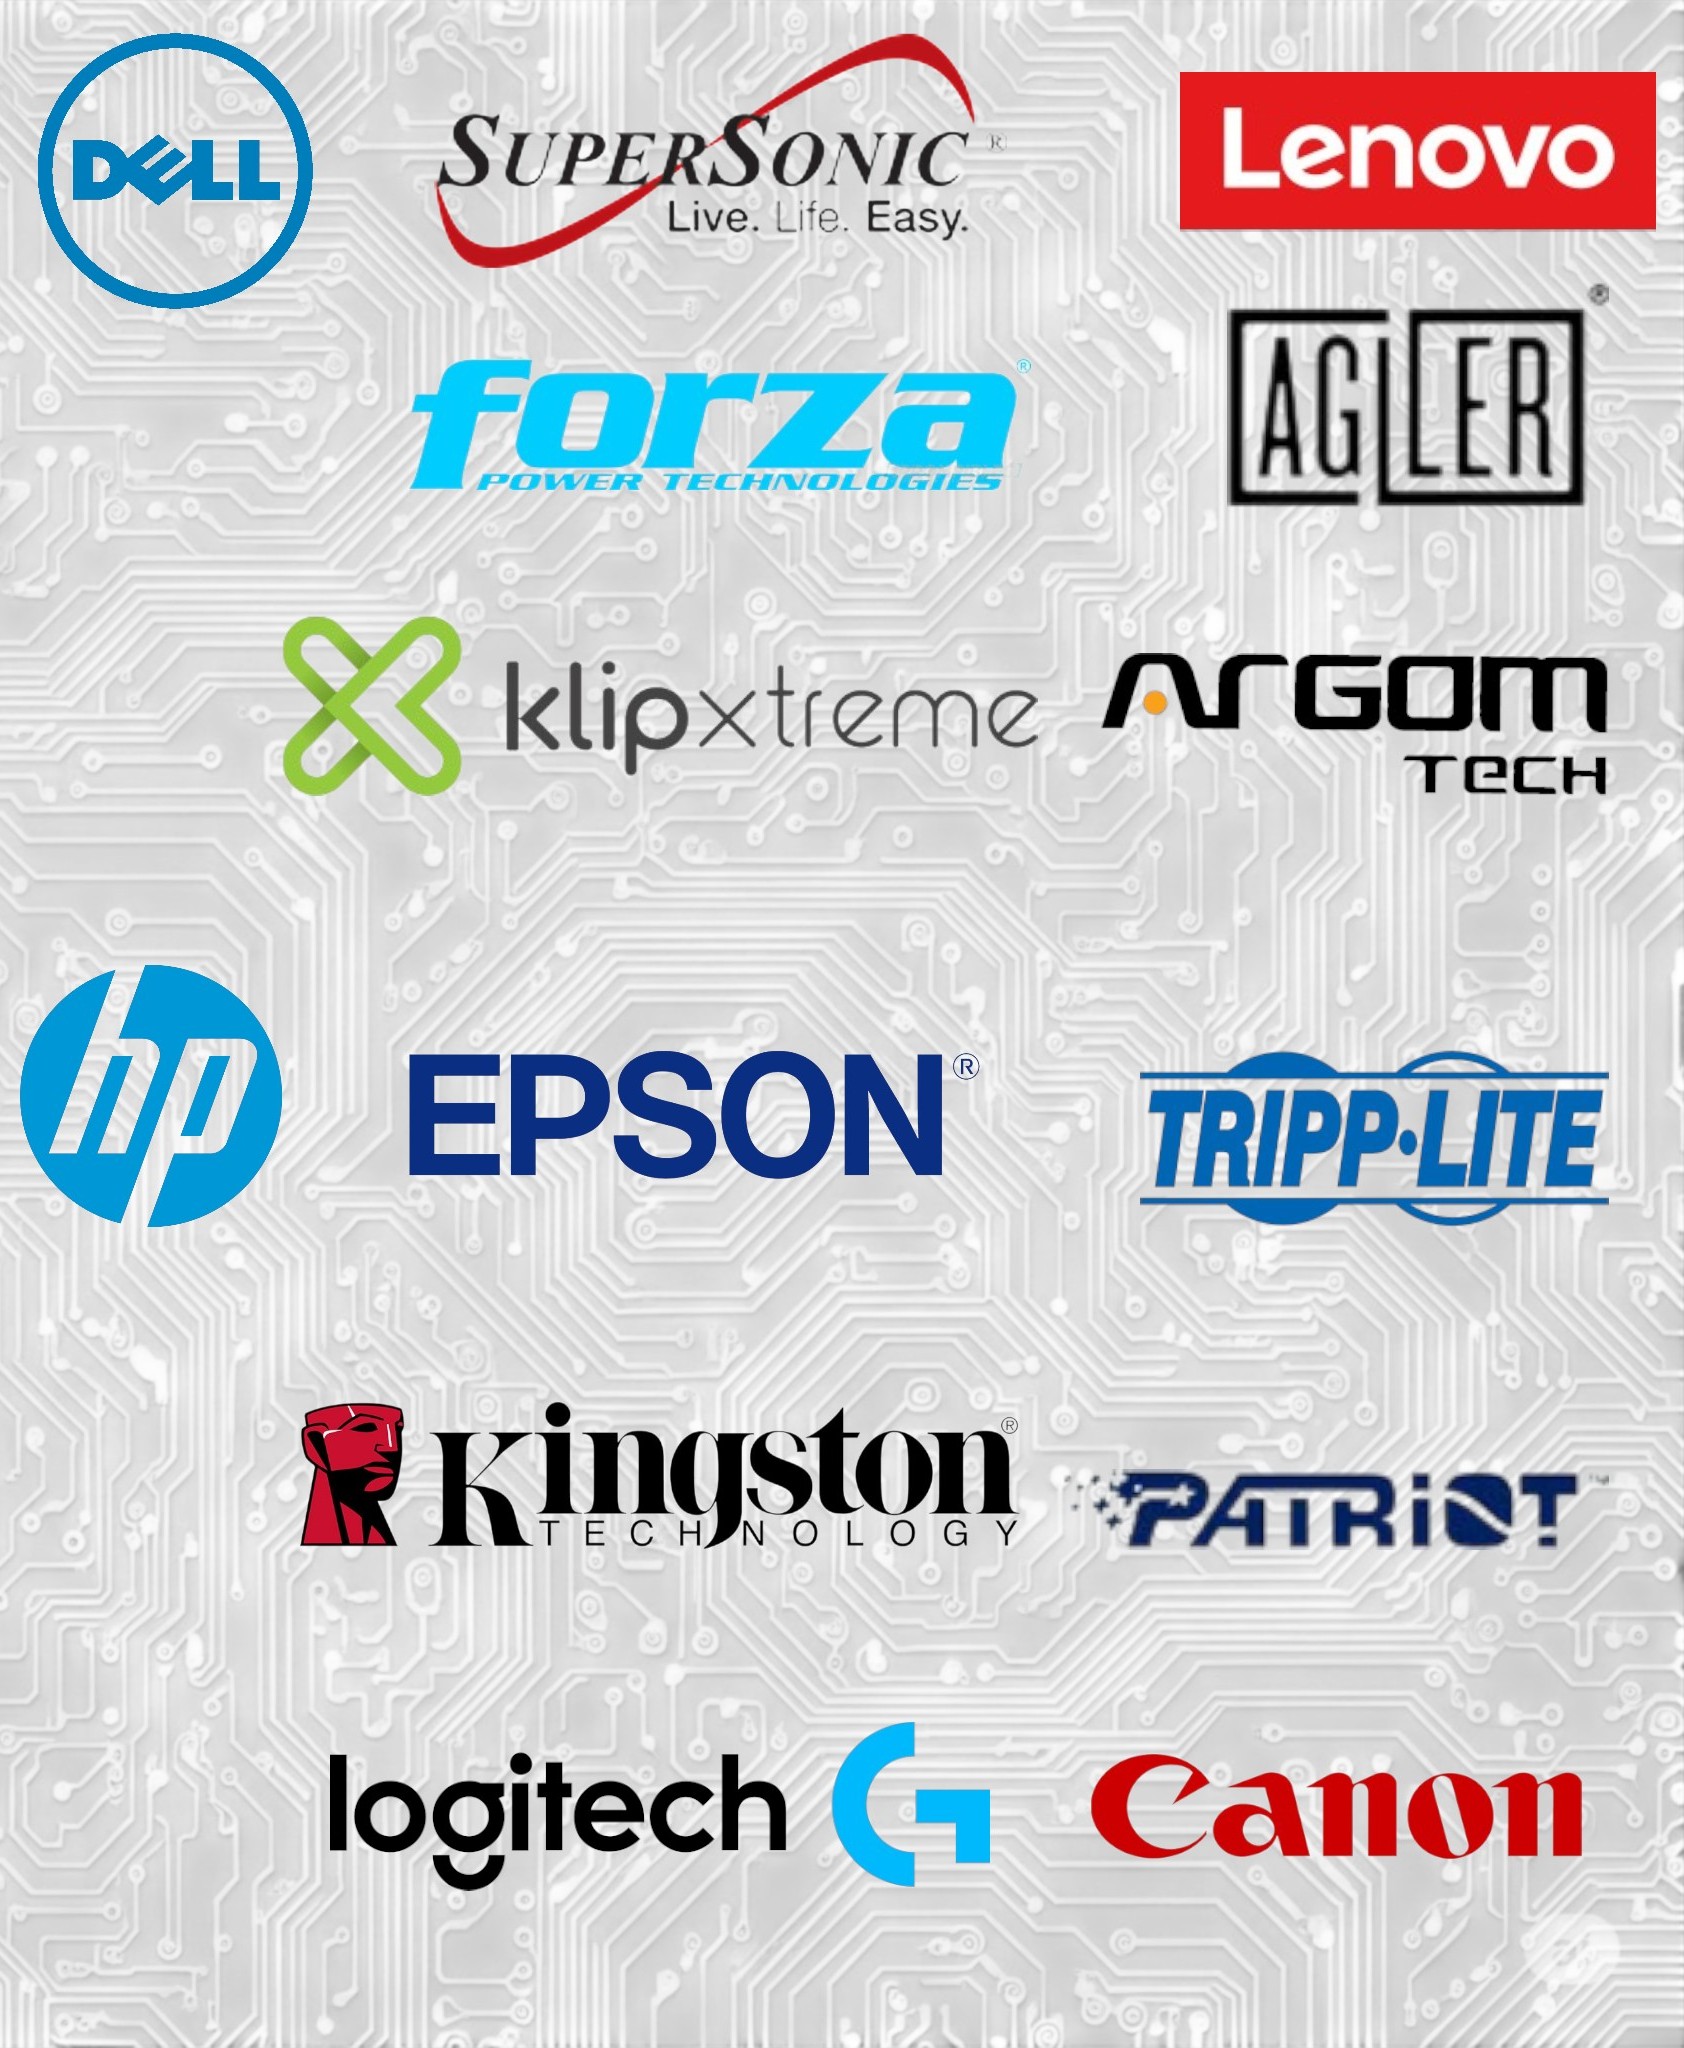 DELL
SUPERSONIC ®
Live. Life. Easy.
Lenovo
forza ®
POWER TECHNOLOGIES
AGLER ®
klipxtreme
ARGOM
TECH
hp
EPSON ®
TRIPP·LITE
Kingston ®
TECHNOLOGY
PATRIOT
logitech G
Canon